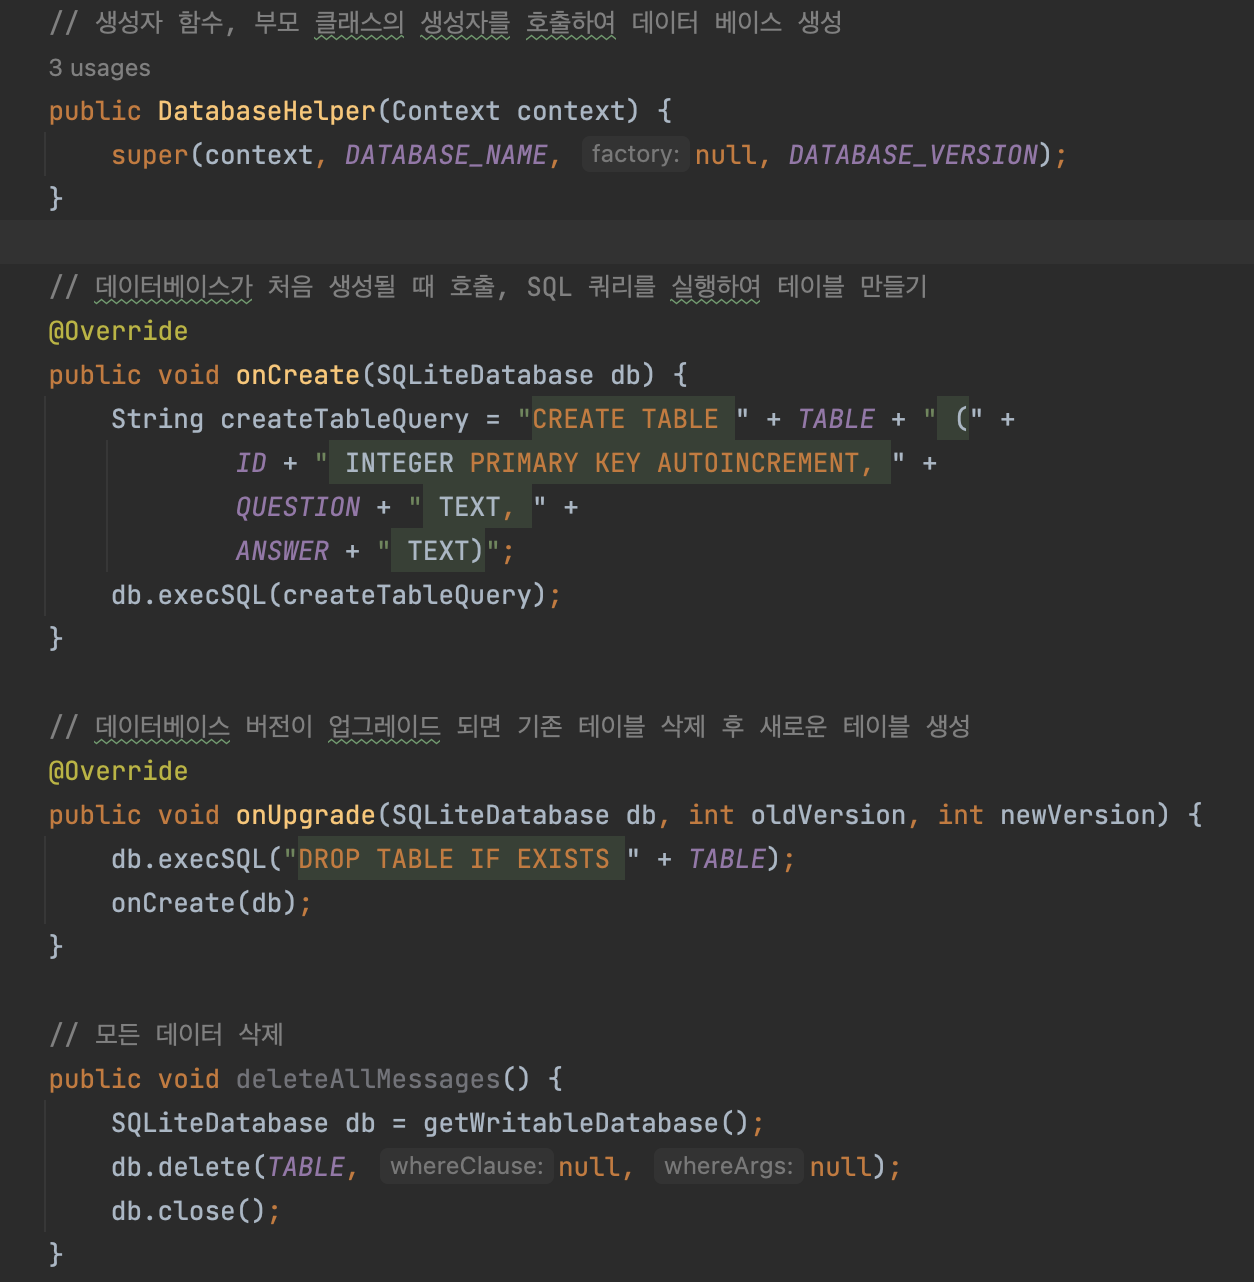 // 생성자 함수, 부모 클래스의 생성자를 호출하여 데이터 베이스 생성
3 usages
public DatabaseHelper(Context context) {
    super(context, DATABASE_NAME, factory: null, DATABASE_VERSION);
}
// 데이터베이스가 처음 생성될 때 호출, SQL 쿼리를 실행하여 테이블 만들기
@Override
public void onCreate(SQLiteDatabase db) {
    String createTableQuery = "CREATE TABLE " + TABLE + " (" +
            ID + " INTEGER PRIMARY KEY AUTOINCREMENT, " +
            QUESTION + " TEXT, " +
            ANSWER + " TEXT)";
    db.execSQL(createTableQuery);
}
// 데이터베이스 버전이 업그레이드 되면 기존 테이블 삭제 후 새로운 테이블 생성
@Override
public void onUpgrade(SQLiteDatabase db, int oldVersion, int newVersion) {
    db.execSQL("DROP TABLE IF EXISTS " + TABLE);
    onCreate(db);
}
// 모든 데이터 삭제
public void deleteAllMessages() {
    SQLiteDatabase db = getWritableDatabase();
    db.delete(TABLE, whereClause: null, whereArgs: null);
    db.close();
}